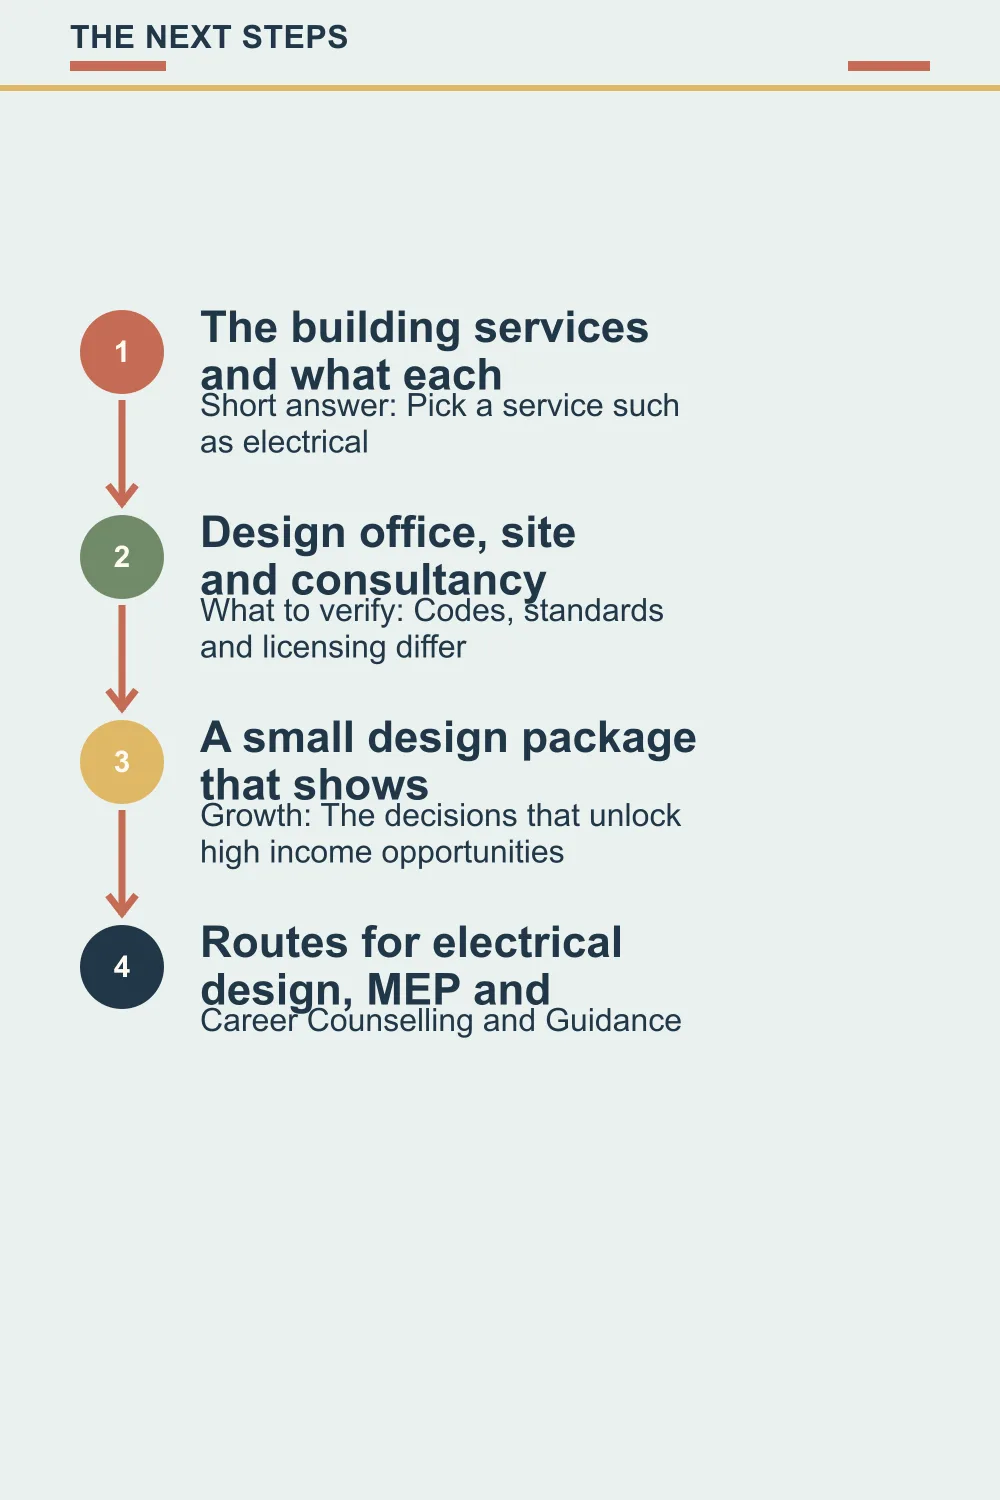 THE NEXT STEPS
1
The building services
and what each
Short answer: Pick a service such
as electrical
2
Design office, site
and consultancy
What to verify: Codes, standards
and licensing differ
3
A small design package
that shows
Growth: The decisions that unlock
high income opportunities
4
Routes for electrical
design, MEP and
Career Counselling and Guidance